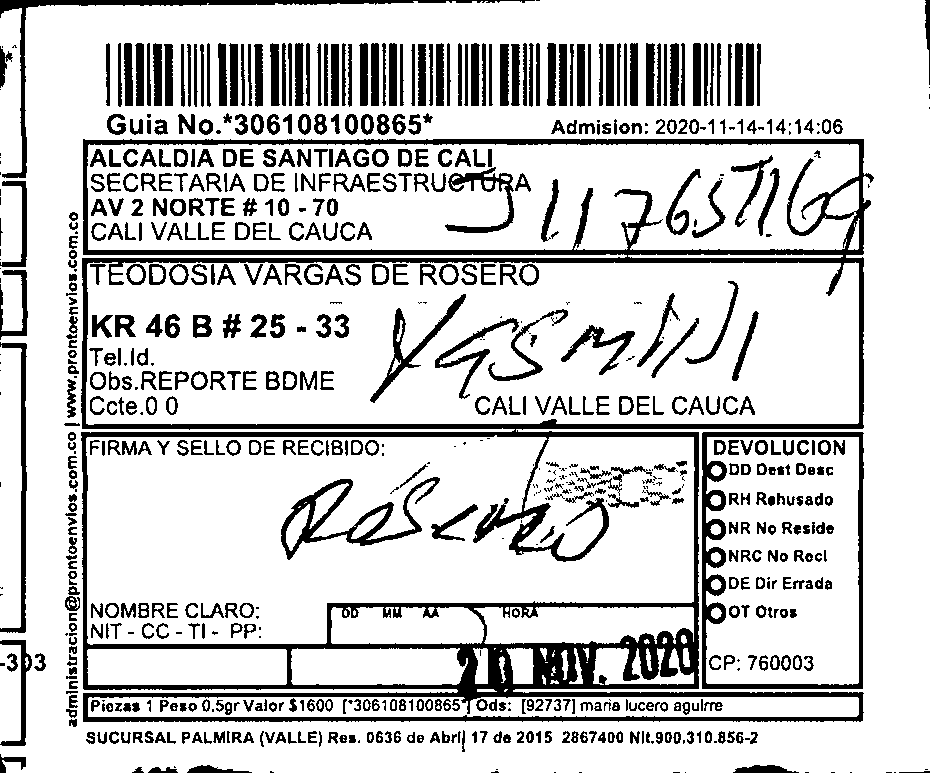 Guia No.*306108100865*
Admision: 2020-11-14-14:14:06
ALCALDIA DE SANTIAGO DE CALI
SECRETARIA DE INFRAESTRUCTURA
AV 2 NORTE # 10 - 70
CALI VALLE DEL CAUCA
TEODOSIA VARGAS DE ROSERO
KR 46 B # 25 - 33
Tel.Id.
Obs.REPORTE BDME
Ccte.0 0
CALI VALLE DEL CAUCA
Yasmin
FIRMA Y SELLO DE RECIBIDO:
Rosero
NOMBRE CLARO:
NIT - CC - TI - PP:
DD MM AA HORA
20 NOV. 2020
DEVOLUCION
DD Dest Desc
RH Rehusado
NR No Reside
NRC No Recl
DE Dir Errada
OT Otros
CP: 760003
Piezas 1 Peso 0.5gr Valor $1600 [*306108100865*] Ods: [92737] maria lucero aguirre
SUCURSAL PALMIRA (VALLE) Res. 0636 de Abril 17 de 2015 2867400 Nit.900.310.856-2
administracion@prontoenvios.com.co | www.prontoenvios.com.co
-303